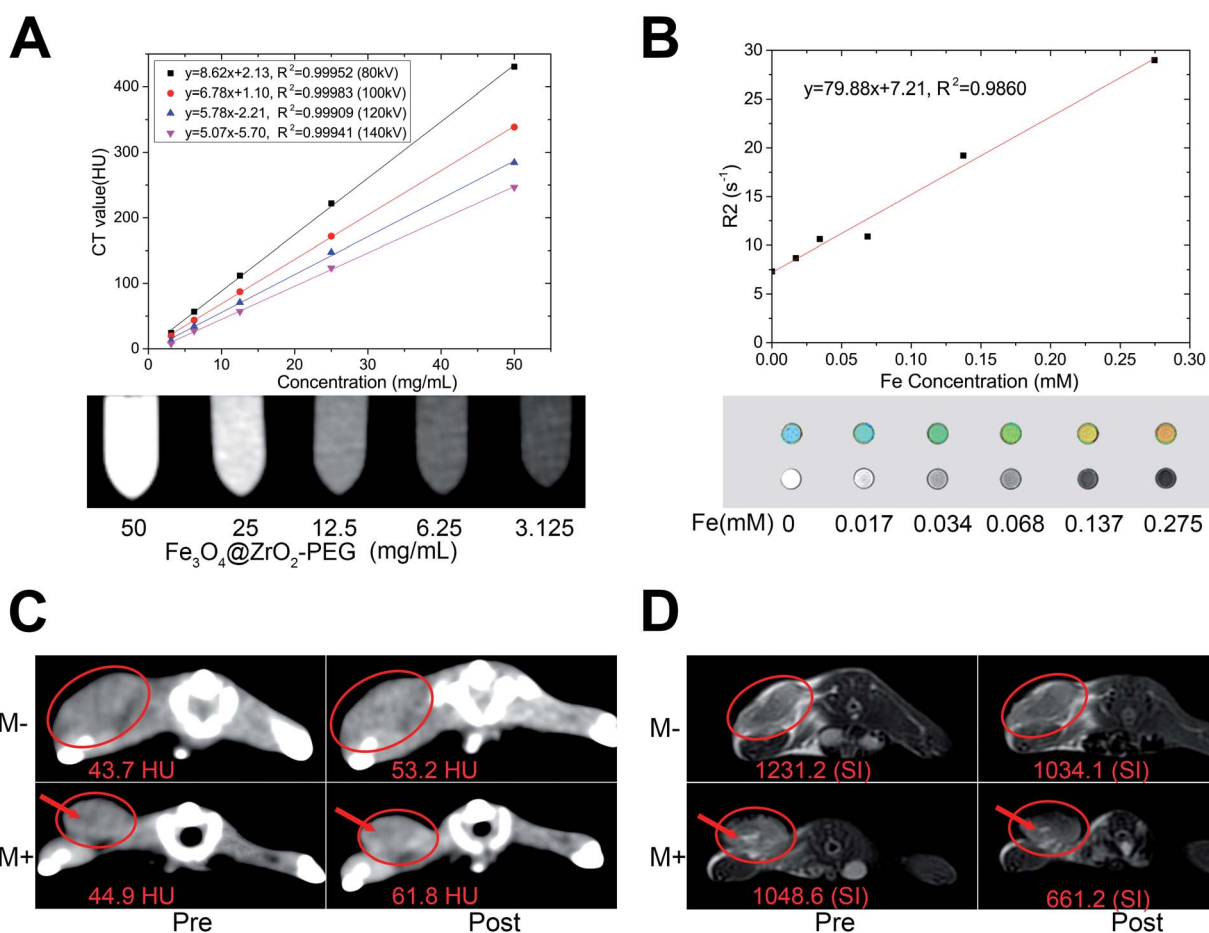 A
y=8.62x+2.13, R²=0.99952 (80kV)
y=6.78x+1.10, R²=0.99983 (100kV)
y=5.78x-2.21, R²=0.99909 (120kV)
y=5.07x-5.70, R²=0.99941 (140kV)
CT value(HU)
400
300
200
100
0
0 10 20 30 40 50
Concentration (mg/mL)
50 25 12.5 6.25 3.125
Fe₃O₄@ZrO₂-PEG (mg/mL)
B
y=79.88x+7.21, R²=0.9860
R2 (s⁻¹)
30
25
20
15
10
5
0
0.00 0.05 0.10 0.15 0.20 0.25 0.30
Fe Concentration (mM)
Fe(mM) 0 0.017 0.034 0.068 0.137 0.275
C
M-
43.7 HU 53.2 HU
M+
44.9 HU 61.8 HU
Pre Post
D
M-
1231.2 (SI) 1034.1 (SI)
M+
1048.6 (SI) 661.2 (SI)
Pre Post